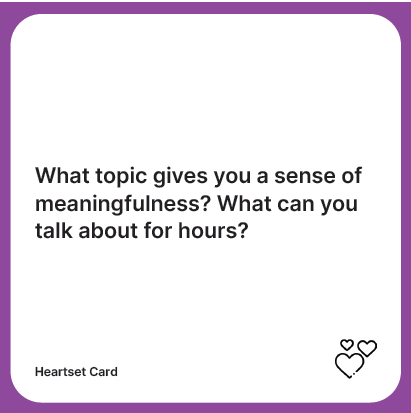 What topic gives you a sense of
meaningfulness? What can you
talk about for hours?
Heartset Card